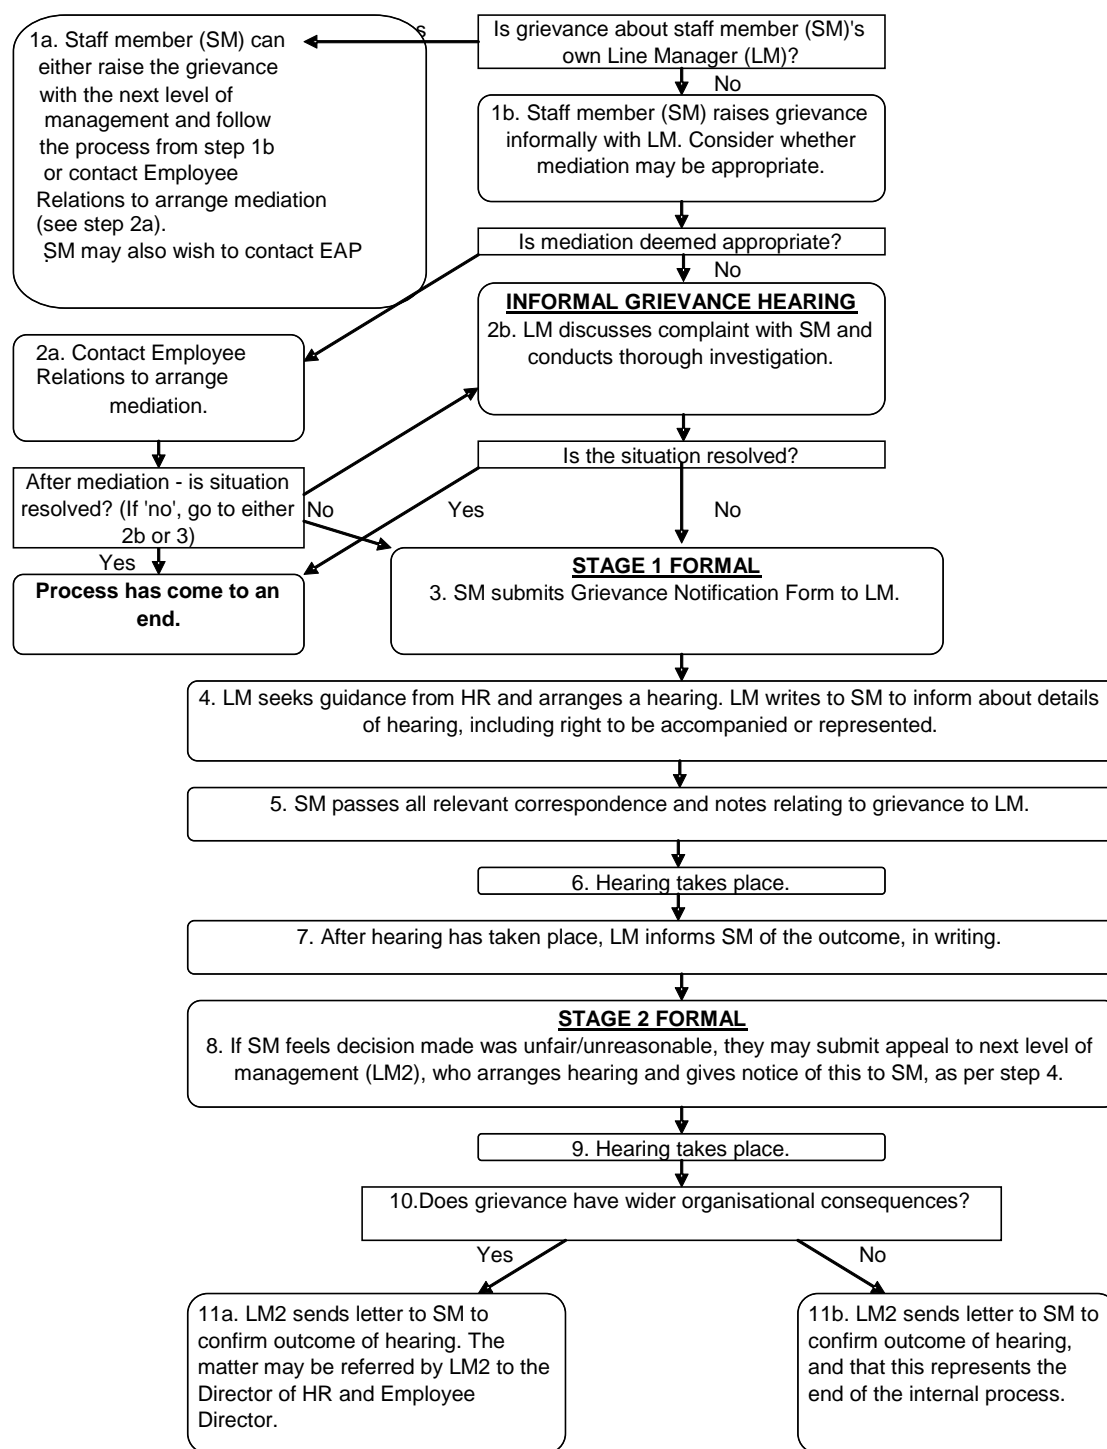 Is grievance about staff member (SM)'s
own Line Manager (LM)?
s
1a. Staff member (SM) can
either raise the grievance
with the next level of
management and follow
the process from step 1b
or contact Employee
Relations to arrange mediation
(see step 2a).
SM may also wish to contact EAP
.
No
1b. Staff member (SM) raises grievance
informally with LM. Consider whether
mediation may be appropriate.
Is mediation deemed appropriate?
No
INFORMAL GRIEVANCE HEARING
2b. LM discusses complaint with SM and
conducts thorough investigation.
2a. Contact Employee
Relations to arrange
mediation.
Is the situation resolved?
After mediation - is situation
resolved? (If 'no', go to either
2b or 3)
No
Yes
No
Yes
Process has come to an
end.
STAGE 1 FORMAL
3. SM submits Grievance Notification Form to LM.
4. LM seeks guidance from HR and arranges a hearing. LM writes to SM to inform about details
of hearing, including right to be accompanied or represented.
5. SM passes all relevant correspondence and notes relating to grievance to LM.
6. Hearing takes place.
7. After hearing has taken place, LM informs SM of the outcome, in writing.
STAGE 2 FORMAL
8. If SM feels decision made was unfair/unreasonable, they may submit appeal to next level of
management (LM2), who arranges hearing and gives notice of this to SM, as per step 4.
9. Hearing takes place.
10.Does grievance have wider organisational consequences?
Yes
No
11a. LM2 sends letter to SM to
confirm outcome of hearing. The
matter may be referred by LM2 to the
Director of HR and Employee
Director.
11b. LM2 sends letter to SM to
confirm outcome of hearing,
and that this represents the
end of the internal process.